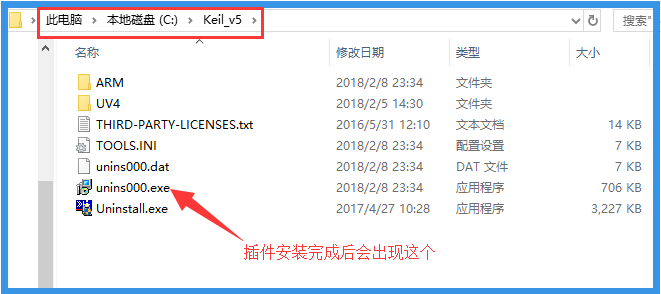 此电脑 > 本地磁盘 (C:) > Keil_v5 > 搜索"
名称 修改日期 类型 大小
ARM 2018/2/8 23:34 文件夹
UV4 2018/2/5 14:30 文件夹
THIRD-PARTY-LICENSES.txt 2016/5/31 12:10 文本文档 14 KB
TOOLS.INI 2018/2/8 23:34 配置设置 7 KB
unins000.dat 2018/2/8 23:34 DAT 文件 7 KB
unins000.exe 2018/2/8 23:34 应用程序 706 KB
Uninstall.exe 2017/4/27 10:28 应用程序 3,227 KB
插件安装完成后会出现这个